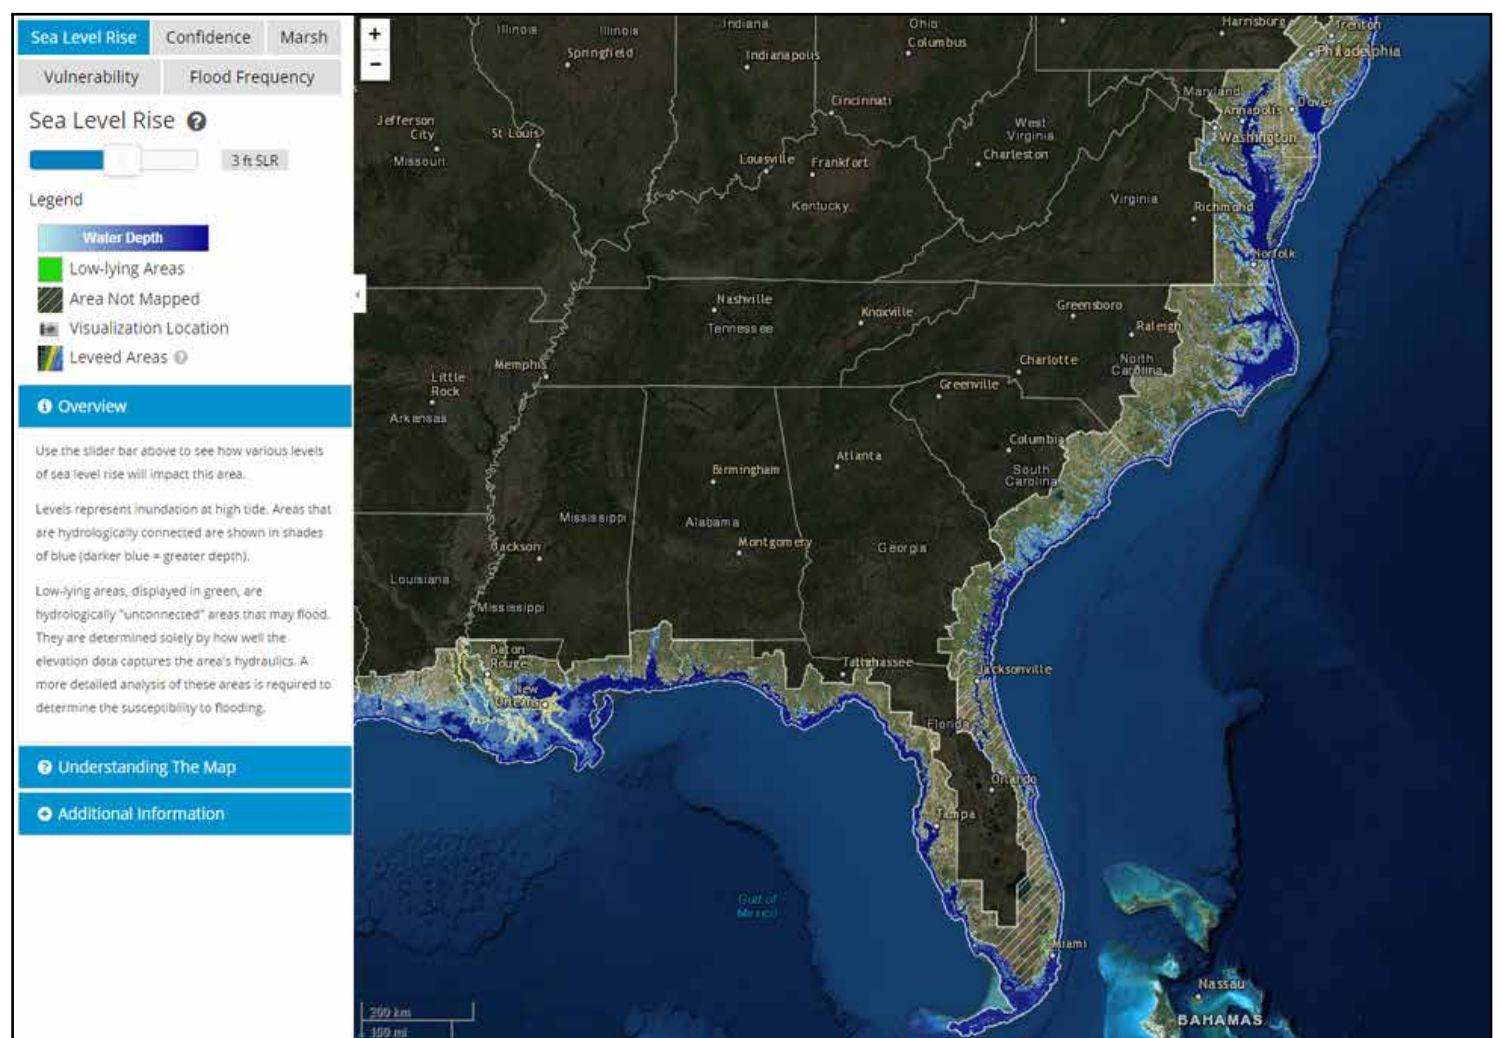 Sea Level Rise
Confidence
Marsh
Vulnerability
Flood Frequency
Sea Level Rise
3 ft SLR
Legend
Water Depth
Low-lying Areas
Area Not Mapped
Visualization Location
Leveed Areas
Overview
Use the slider bar above to see how various levels
of sea level rise will impact this area.
Levels represent inundation at high tide. Areas that
are hydrologically connected are shown in shades
of blue (darker blue = greater depth).
Low-lying areas, displayed in green, are
hydrologically "unconnected" areas that may flood.
They are determined solely by how well the
elevation data captures the area's hydraulics. A
more detailed analysis of these areas is required to
determine the susceptibility to flooding.
Understanding The Map
Additional Information
+
−
Illinois
Illinois
Indiana
Ohio
Harrisburg
Trenton
Springfield
Indianapolis
Columbus
Philadelphia
Cincinnati
Maryland
Annapolis
Dover
Jefferson
City
St Louis
West
Virginia
Washington
Missouri
Louisville
Frankfort
Charleston
Kentucky
Virginia
Richmond
Norfolk
Nashville
Knoxville
Greensboro
Tennessee
Raleigh
Memphis
Charlotte
North
Carolina
Little
Rock
Greenville
Arkansas
Columbia
Birmingham
Atlanta
South
Carolina
Mississippi
Alabama
Jackson
Montgomery
Georgia
Louisiana
Mississippi
Baton
Rouge
Tallahassee
Jacksonville
New
Orleans
Florida
Orlando
Tampa
Gulf of
Mexico
Miami
Nassau
BAHAMAS
200 km
100 mi